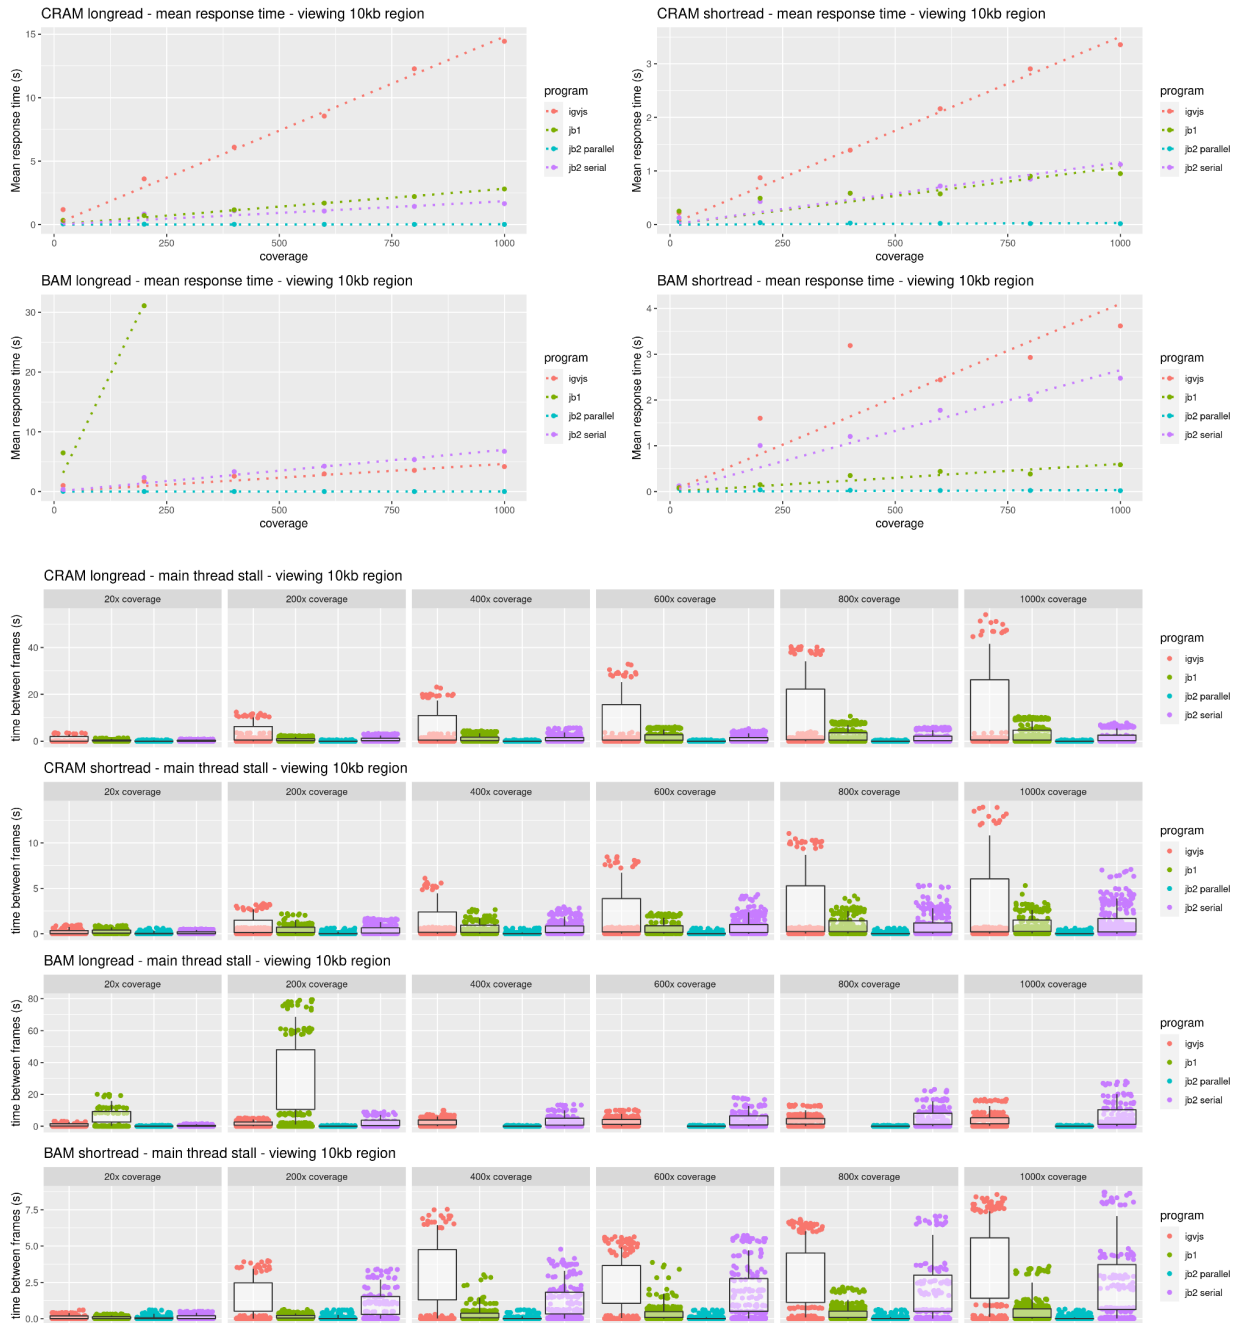 CRAM longread - mean response time - viewing 10kb region
Mean response time (s)
15
10
5
0
0 250 500 750 1000
coverage
program
igvjs
jb1
jb2 parallel
jb2 serial
CRAM shortread - mean response time - viewing 10kb region
Mean response time (s)
3
2
1
0
0 250 500 750 1000
coverage
program
igvjs
jb1
jb2 parallel
jb2 serial
BAM longread - mean response time - viewing 10kb region
Mean response time (s)
30
20
10
0
0 250 500 750 1000
coverage
program
igvjs
jb1
jb2 parallel
jb2 serial
BAM shortread - mean response time - viewing 10kb region
Mean response time (s)
4
3
2
1
0
0 250 500 750 1000
coverage
program
igvjs
jb1
jb2 parallel
jb2 serial
CRAM longread - main thread stall - viewing 10kb region
20x coverage 200x coverage 400x coverage 600x coverage 800x coverage 1000x coverage
time between frames (s)
40
20
0
program
igvjs
jb1
jb2 parallel
jb2 serial
CRAM shortread - main thread stall - viewing 10kb region
20x coverage 200x coverage 400x coverage 600x coverage 800x coverage 1000x coverage
time between frames (s)
10
5
0
program
igvjs
jb1
jb2 parallel
jb2 serial
BAM longread - main thread stall - viewing 10kb region
20x coverage 200x coverage 400x coverage 600x coverage 800x coverage 1000x coverage
time between frames (s)
80
60
40
20
0
program
igvjs
jb1
jb2 parallel
jb2 serial
BAM shortread - main thread stall - viewing 10kb region
20x coverage 200x coverage 400x coverage 600x coverage 800x coverage 1000x coverage
time between frames (s)
7.5
5.0
2.5
0.0
program
igvjs
jb1
jb2 parallel
jb2 serial